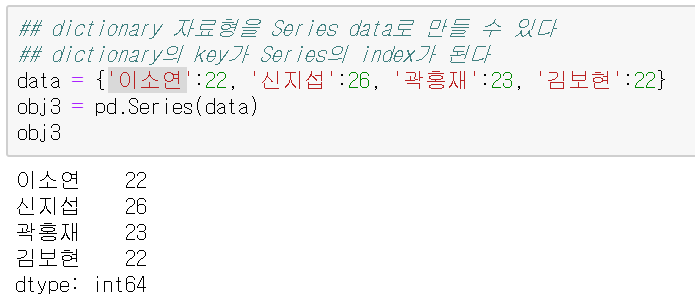 ## dictionary 자료형을 Series data로 만들 수 있다
## dictionary의 key가 Series의 index가 된다
data = {'이소연':22, '신지섭':26, '곽홍재':23, '김보현':22}
obj3 = pd.Series(data)
obj3
이소연    22
신지섭    26
곽홍재    23
김보현    22
dtype: int64